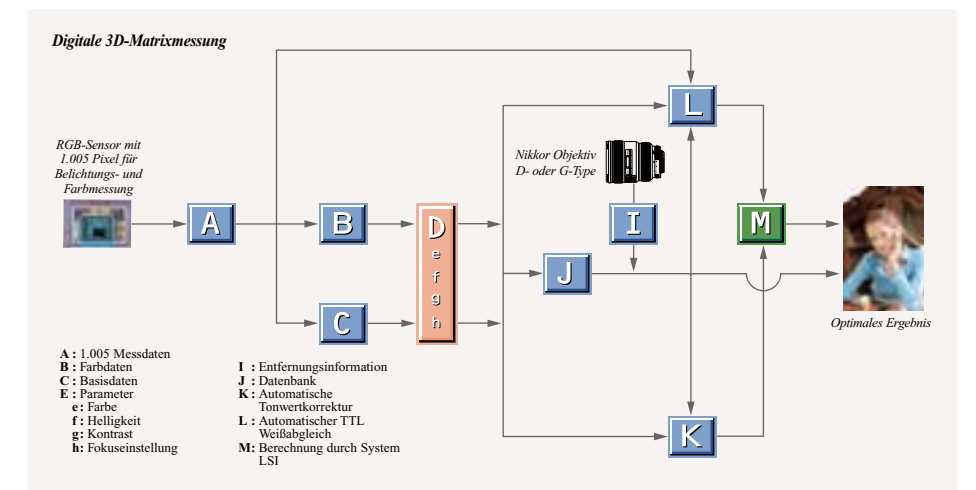 Digitale 3D-Matrixmessung
RGB-Sensor mit
1.005 Pixel für
Belichtungs- und
Farbmessung
A
B
C
D
e
f
g
h
Nikkor Objektiv
D- oder G-Type
I
J
L
K
M
Optimales Ergebnis
A : 1.005 Messdaten
B : Farbdaten
C : Basisdaten
E : Parameter
e : Farbe
f : Helligkeit
g: Kontrast
h: Fokuseinstellung
I : Entfernungsinformation
J : Datenbank
K : Automatische
Tonwertkorrektur
L : Automatischer TTL
Weißabgleich
M: Berechnung durch System
LSI